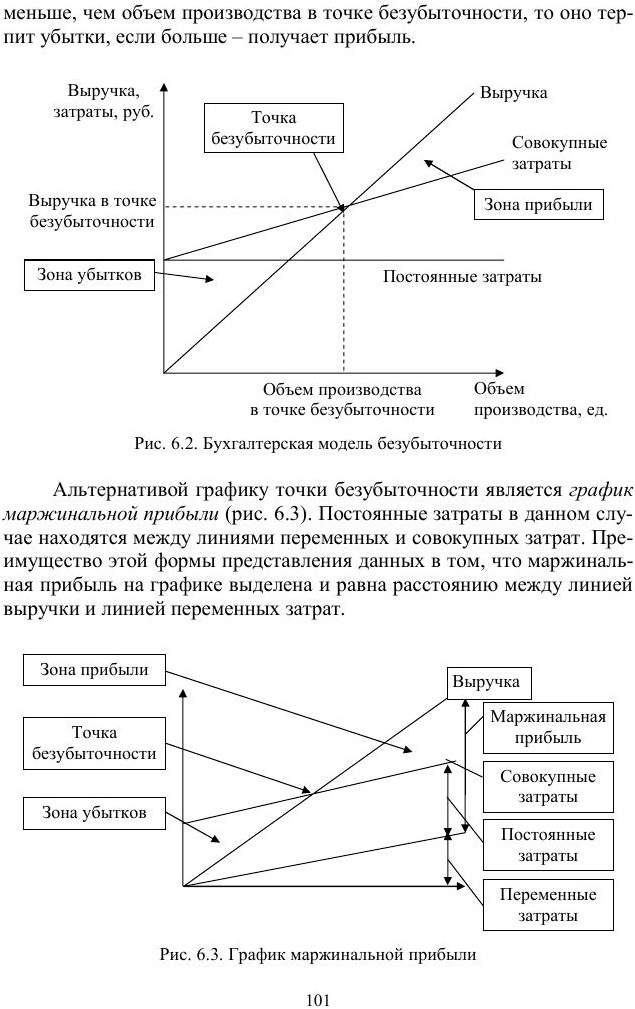 меньше, чем объем производства в точке безубыточности, то оно тер-
пит убытки, если больше – получает прибыль.
Выручка,
затраты, руб.
Точка
безубыточности
Выручка
Совокупные
затраты
Выручка в точке
безубыточности
Зона прибыли
Зона убытков
Постоянные затраты
Объем производства
в точке безубыточности
Объем
производства, ед.
Рис. 6.2. Бухгалтерская модель безубыточности
Альтернативой графику точки безубыточности является график
маржинальной прибыли (рис. 6.3). Постоянные затраты в данном слу-
чае находятся между линиями переменных и совокупных затрат. Пре-
имущество этой формы представления данных в том, что маржиналь-
ная прибыль на графике выделена и равна расстоянию между линией
выручки и линией переменных затрат.
Зона прибыли
Выручка
Точка
безубыточности
Маржинальная
прибыль
Зона убытков
Совокупные
затраты
Постоянные
затраты
Переменные
затраты
Рис. 6.3. График маржинальной прибыли
101